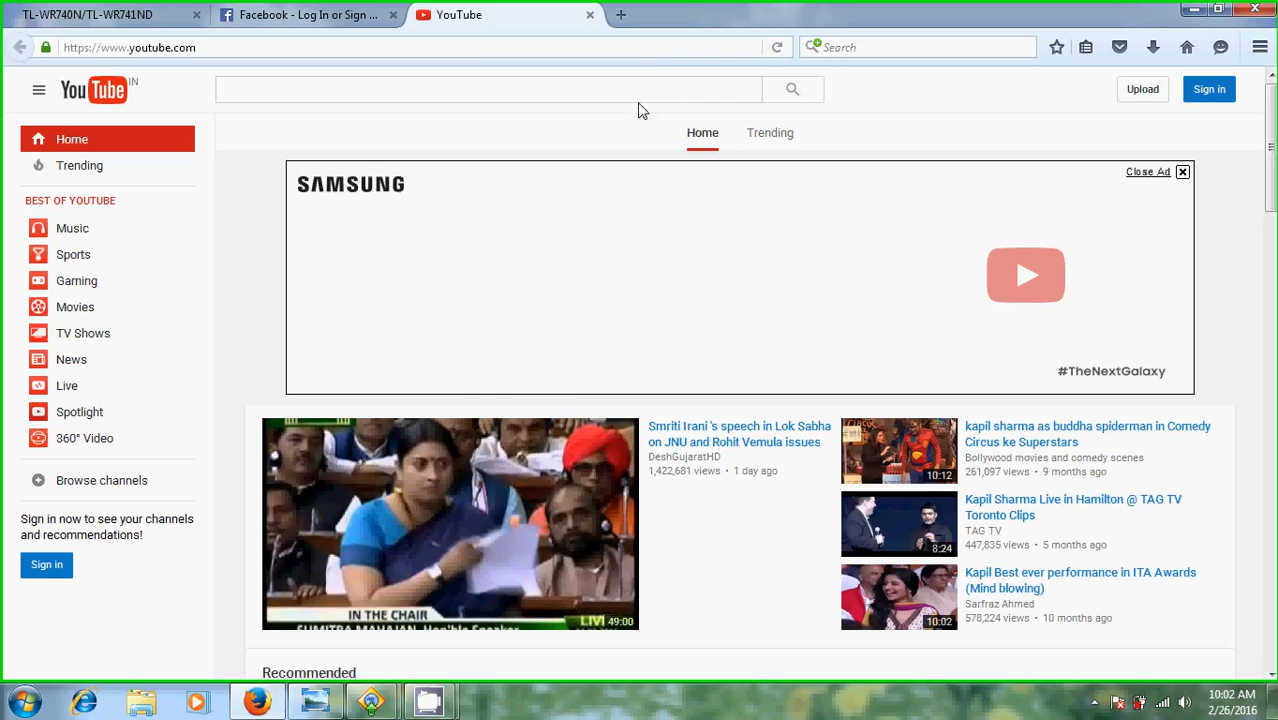 TL-WR740N/TL-WR741ND
Facebook - Log In or Sign ...
YouTube
https://www.youtube.com
Search
YouTube IN
Upload
Sign in
Home
Trending
Home
Trending
BEST OF YOUTUBE
Music
Sports
Gaming
Movies
TV Shows
News
Live
Spotlight
360° Video
Browse channels
Sign in now to see your channels
and recommendations!
Sign in
SAMSUNG
Close Ad
#TheNextGalaxy
IN THE CHAIR
SUMITRA MAHAJAN, Hon'ble Speaker
LIVE
49:00
Smriti Irani 's speech in Lok Sabha
on JNU and Rohit Vemula issues
DeshGujaratHD
1,422,681 views • 1 day ago
10:12
kapil sharma as buddha spiderman in Comedy
Circus ke Superstars
Bollywood movies and comedy scenes
261,097 views • 9 months ago
8:24
Kapil Sharma Live in Hamilton @ TAG TV
Toronto Clips
TAG TV
447,835 views • 5 months ago
10:02
Kapil Best ever performance in ITA Awards
(Mind blowing)
Sarfraz Ahmed
578,224 views • 10 months ago
Recommended
10:02 AM
2/26/2016